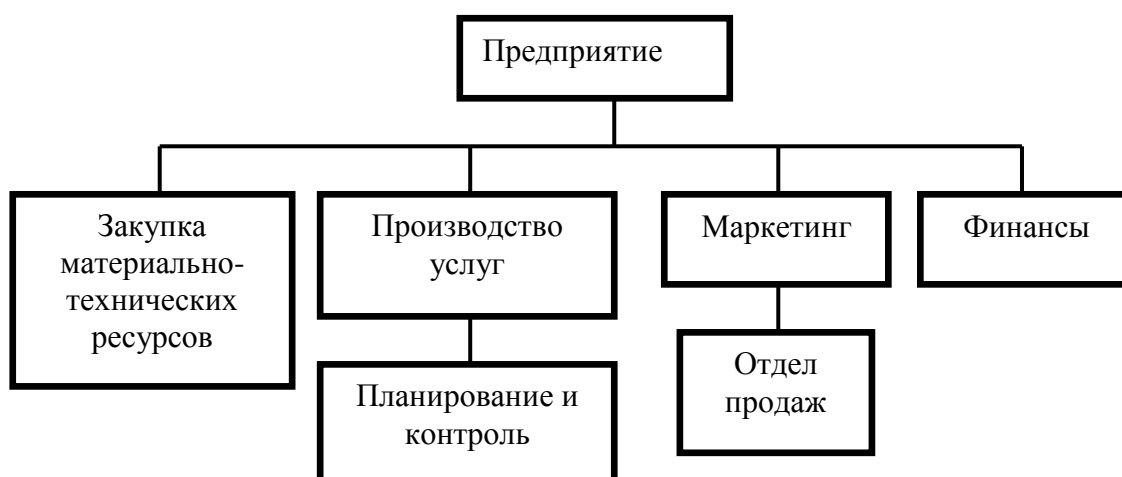 Предприятие
Закупка
материально-
технических
ресурсов
Производство
услуг
Маркетинг
Финансы
Планирование и
контроль
Отдел
продаж